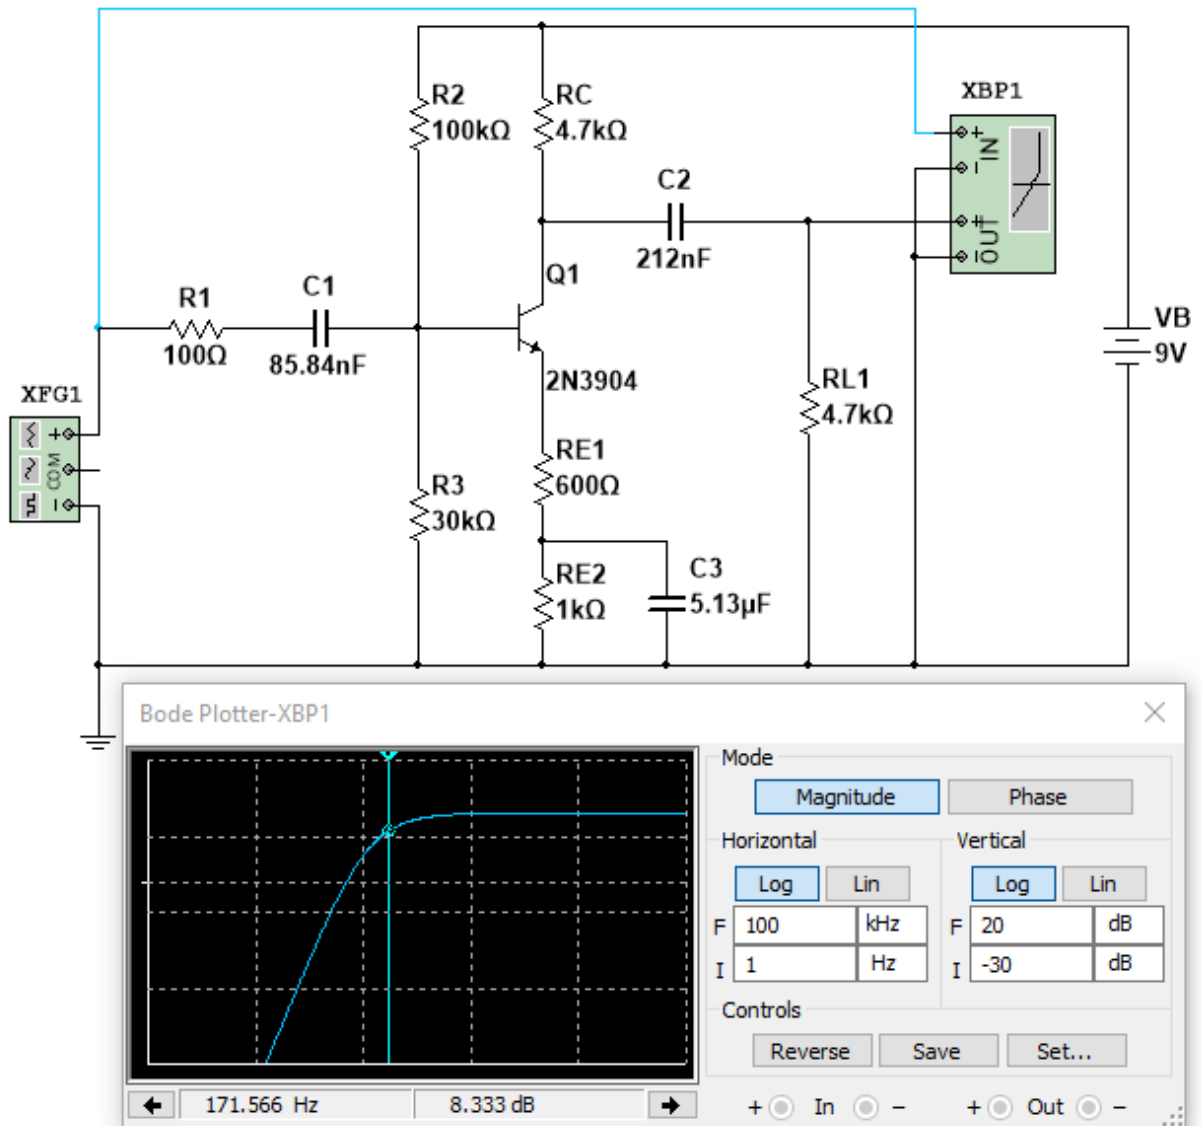 R2
100kΩ
RC
4.7kΩ
XBP1
+
IN
-
+
OUT
-
C2
212nF
Q1
R1
100Ω
C1
85.84nF
2N3904
VB
9V
RL1
4.7kΩ
XFG1
+
COM
-
RE1
600Ω
R3
30kΩ
RE2
1kΩ
C3
5.13µF
Bode Plotter-XBP1
Mode
Magnitude Phase
Horizontal Vertical
Log Lin Log Lin
F 100 kHz F 20 dB
I 1 Hz I -30 dB
Controls
Reverse Save Set...
171.566 Hz 8.333 dB
+ In - + Out -